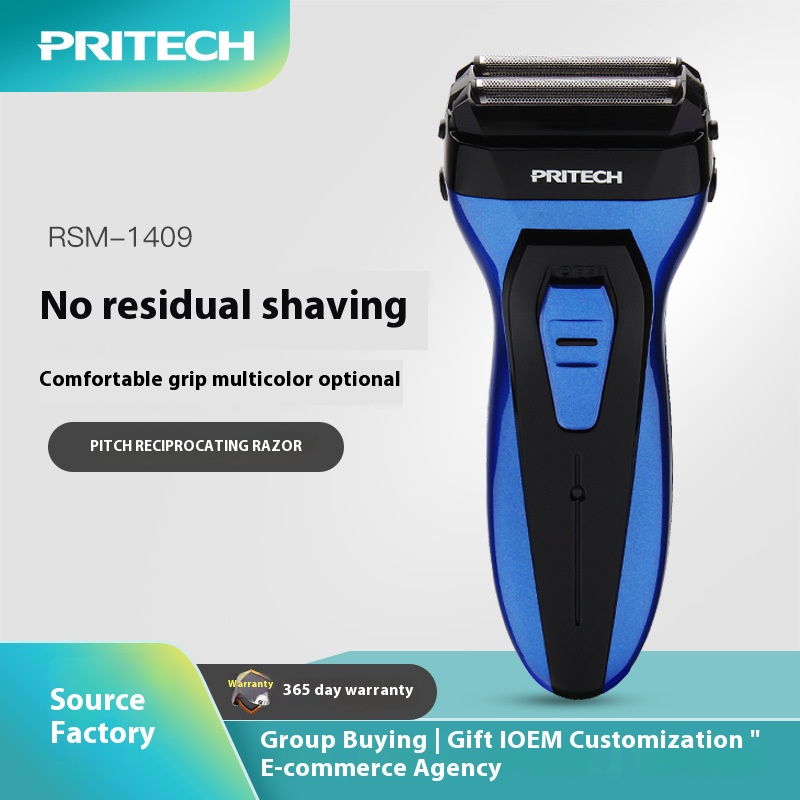 PRITECH
PRITECH
RSM-1409
No residual shaving
Comfortable grip multicolor optional
PITCH RECIPROCATING RAZOR
Source
Factory
Warranty
365 day warranty
Group Buying | Gift IOEM Customization "
E-commerce Agency